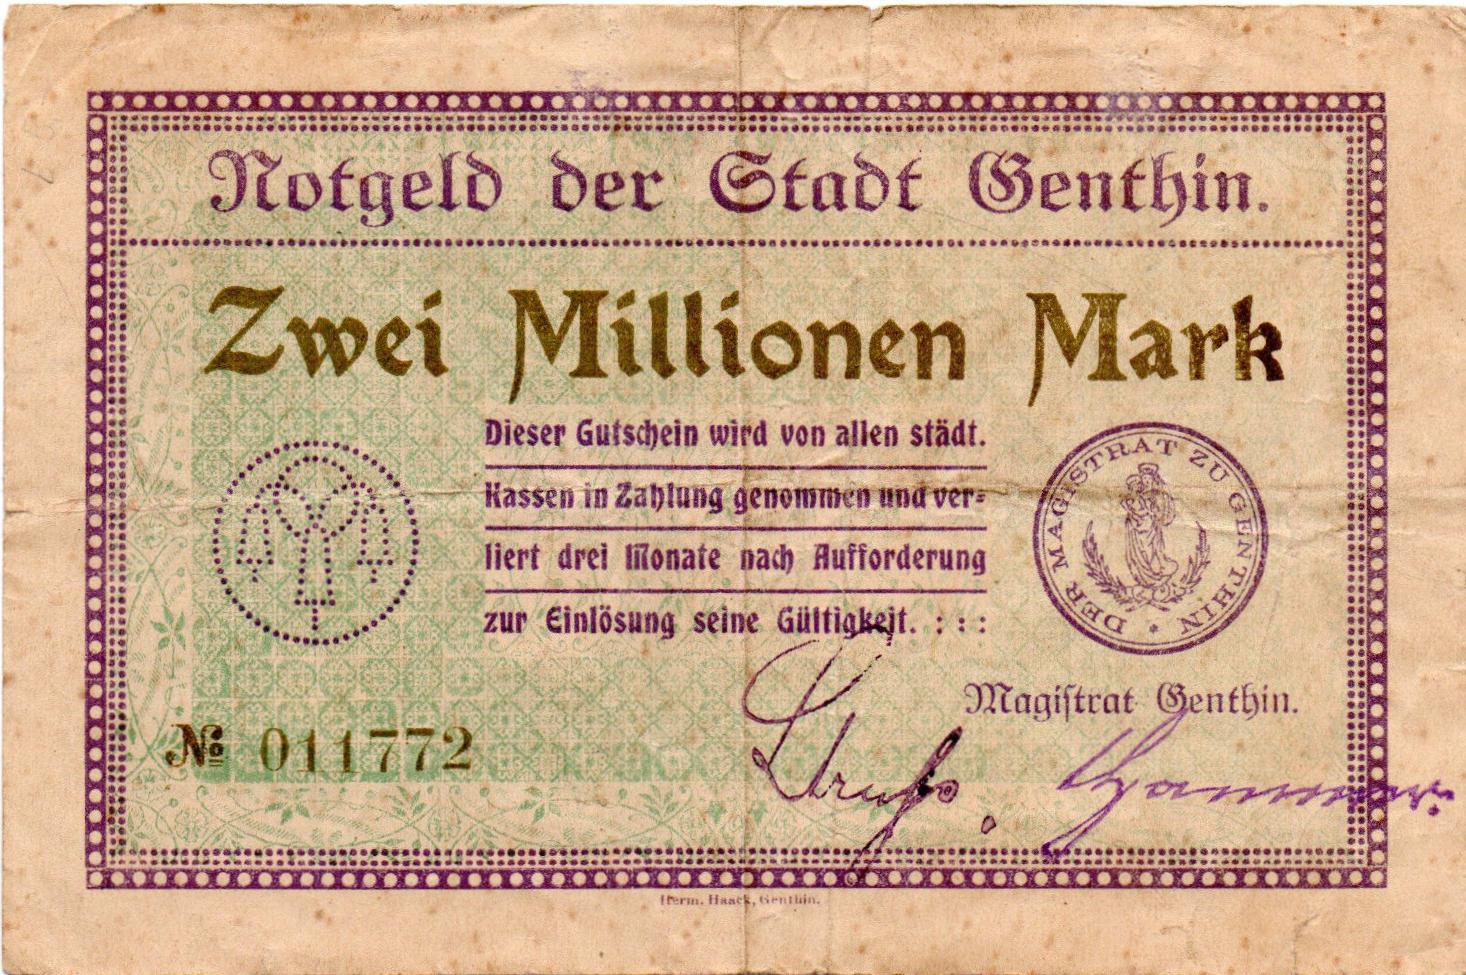 Notgeld der Stadt Genthin.
Zwei Millionen Mark
Dieser Gutschein wird von allen städt.
Kassen in Zahlung genommen und ver-
liert drei Monate nach Aufforderung
zur Einlösung seine Gültigkeit. : : :
DER MAGISTRAT ZU GENTHIN *
Magistrat Genthin.
№ 011772
Herm. Haack, Genthin.